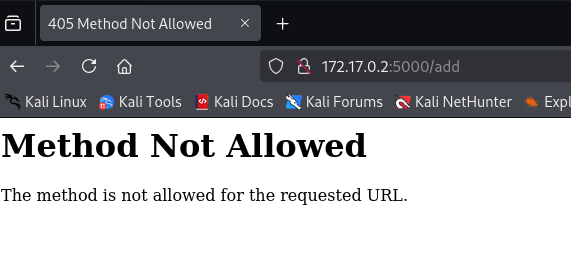 405 Method Not Allowed
172.17.0.2:5000/add
Kali Linux Kali Tools Kali Docs Kali Forums Kali NetHunter Expl
Method Not Allowed
The method is not allowed for the requested URL.